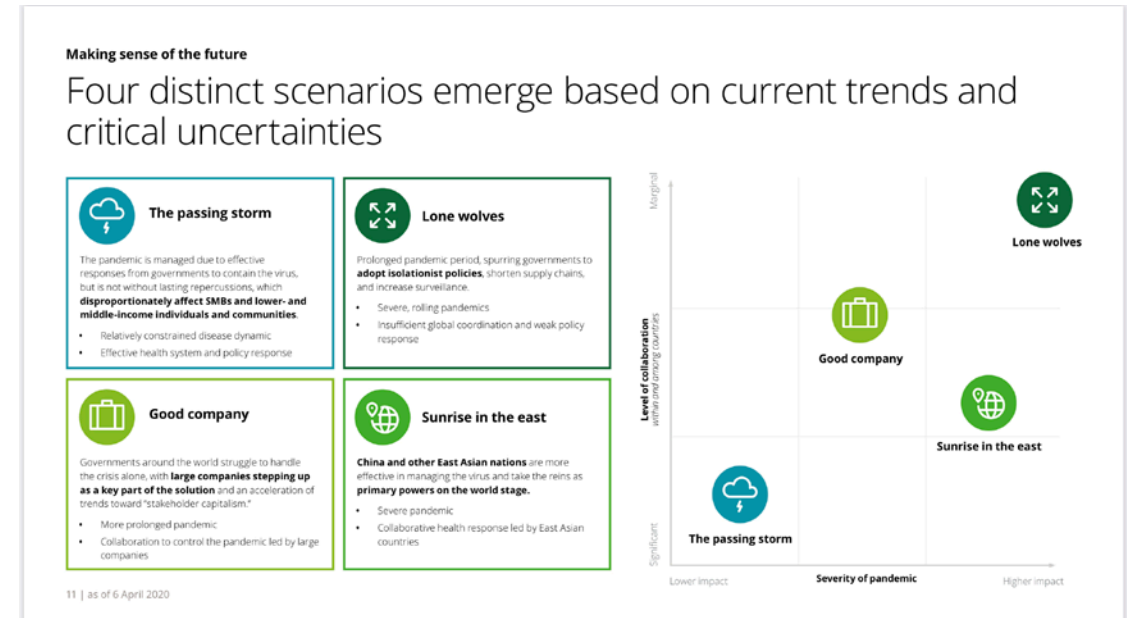 Making sense of the future
Four distinct scenarios emerge based on current trends and
critical uncertainties
The passing storm
The pandemic is managed due to effective
responses from governments to contain the virus,
but is not without lasting repercussions, which
disproportionately affect SMBs and lower- and
middle-income individuals and communities.
• Relatively constrained disease dynamic
• Effective health system and policy response
Lone wolves
Prolonged pandemic period, spurring governments to
adopt isolationist policies, shorten supply chains,
and increase surveillance.
• Severe, rolling pandemics
• Insufficient global coordination and weak policy
response
Good company
Governments around the world struggle to handle
the crisis alone, with large companies stepping up
as a key part of the solution and an acceleration of
trends toward "stakeholder capitalism."
• More prolonged pandemic
• Collaboration to control the pandemic led by large
companies
Sunrise in the east
China and other East Asian nations are more
effective in managing the virus and take the reins as
primary powers on the world stage.
• Severe pandemic
• Collaborative health response led by East Asian
countries
Marginal
Level of collaboration
within and among countries
Significant
Lone wolves
Good company
Sunrise in the east
The passing storm
Lower impact
Severity of pandemic
Higher impact
11 | as of 6 April 2020